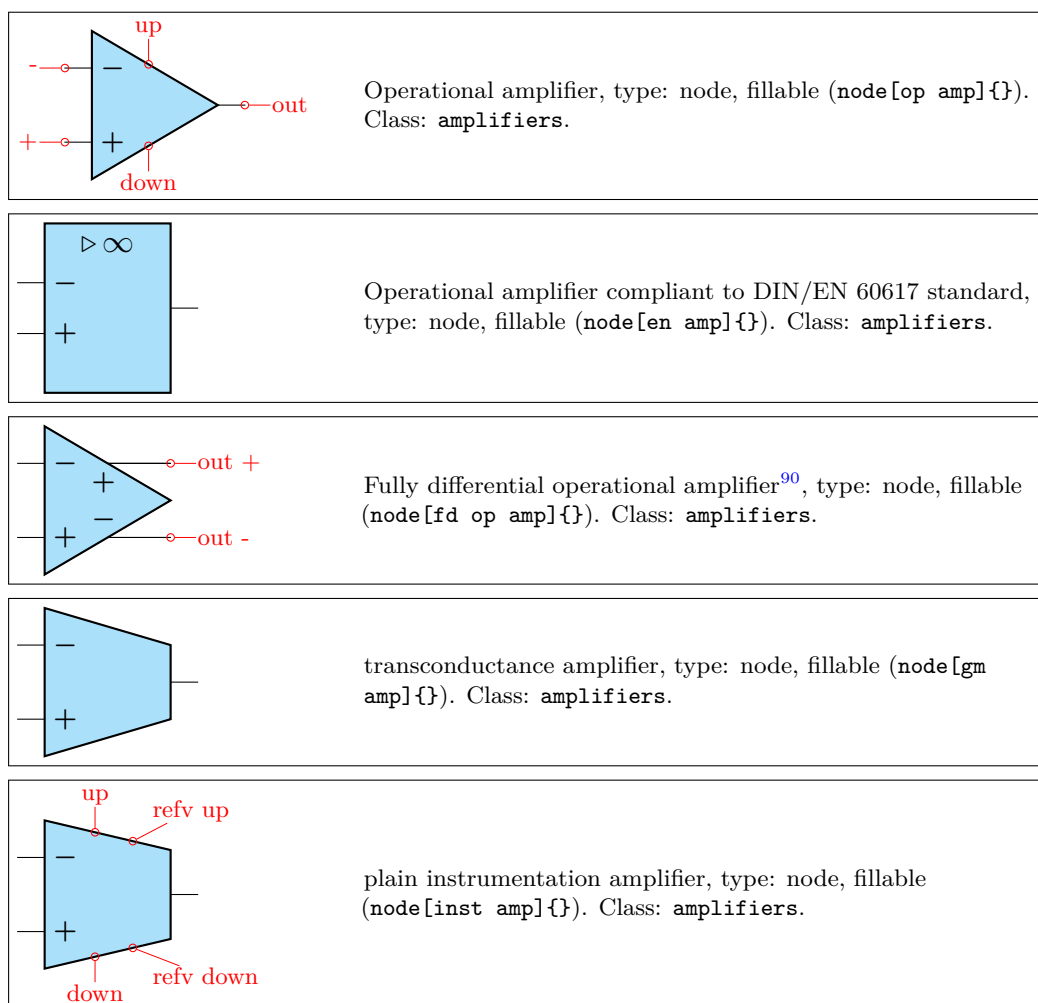 up
-
−
out
+
+
down
Operational amplifier, type: node, fillable (node[op amp]{}).
Class: amplifiers.
▷∞
−
+
Operational amplifier compliant to DIN/EN 60617 standard,
type: node, fillable (node[en amp]{}). Class: amplifiers.
−
out +
+
−
+
out -
Fully differential operational amplifier90, type: node, fillable
(node[fd op amp]{}). Class: amplifiers.
−
+
transconductance amplifier, type: node, fillable (node[gm
amp]{}). Class: amplifiers.
up
refv up
−
+
refv down
down
plain instrumentation amplifier, type: node, fillable
(node[inst amp]{}). Class: amplifiers.